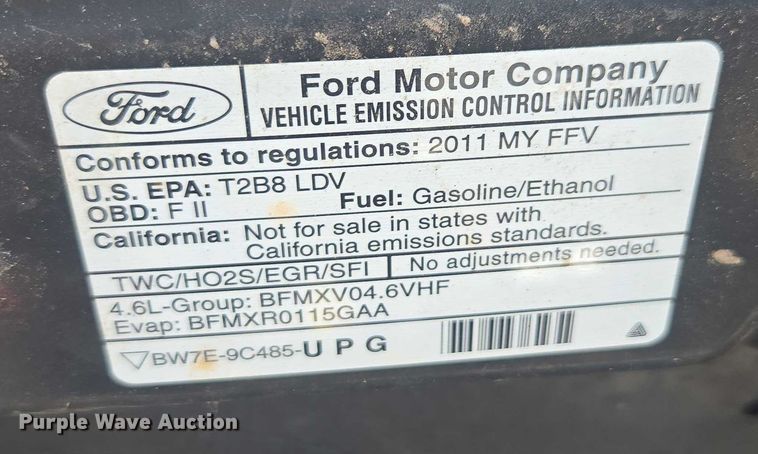 Ford
Ford Motor Company
VEHICLE EMISSION CONTROL INFORMATION
Conforms to regulations: 2011 MY FFV
U.S. EPA: T2B8 LDV
OBD: F II
Fuel: Gasoline/Ethanol
California: Not for sale in states with
California emissions standards.
TWC/HO2S/EGR/SFI
No adjustments needed.
4.6L-Group: BFMXV04.6VHF
Evap: BFMXR0115GAA
BW7E-9C485-UPG
Purple Wave Auction